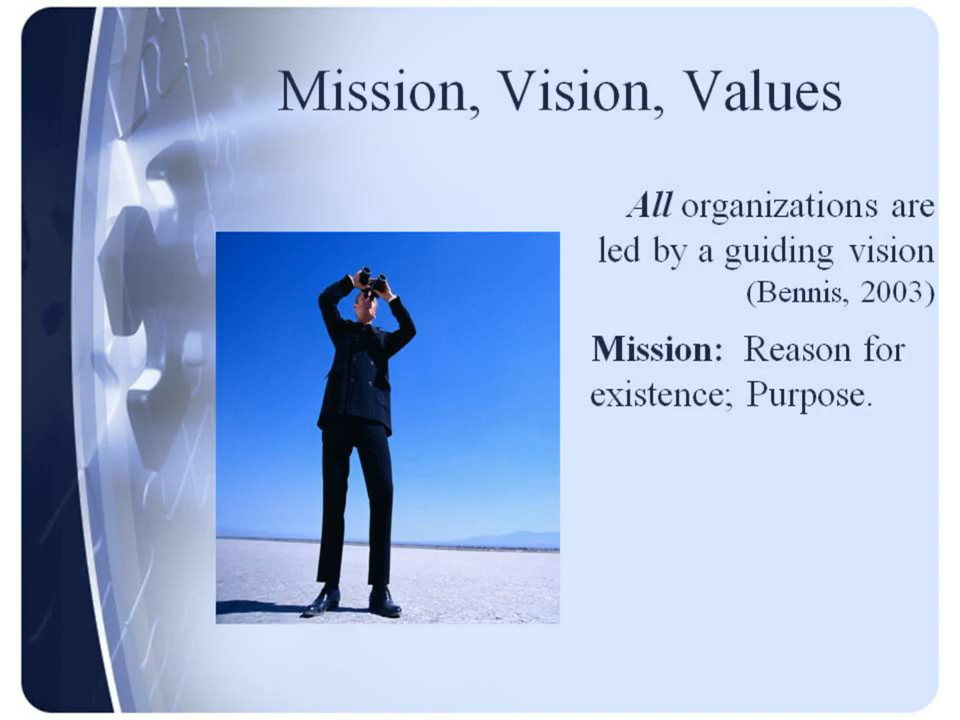 Mission, Vision, Values
All organizations are
led by a guiding vision
(Bennis, 2003)
Mission: Reason for
existence; Purpose.